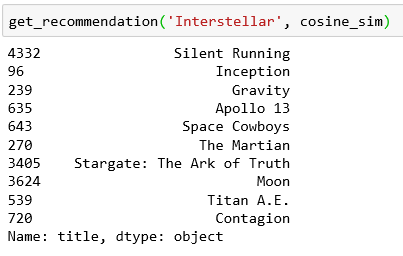 get_recommendation('Interstellar', cosine_sim)
4332 Silent Running
96 Inception
239 Gravity
635 Apollo 13
643 Space Cowboys
270 The Martian
3405 Stargate: The Ark of Truth
3624 Moon
539 Titan A.E.
720 Contagion
Name: title, dtype: object